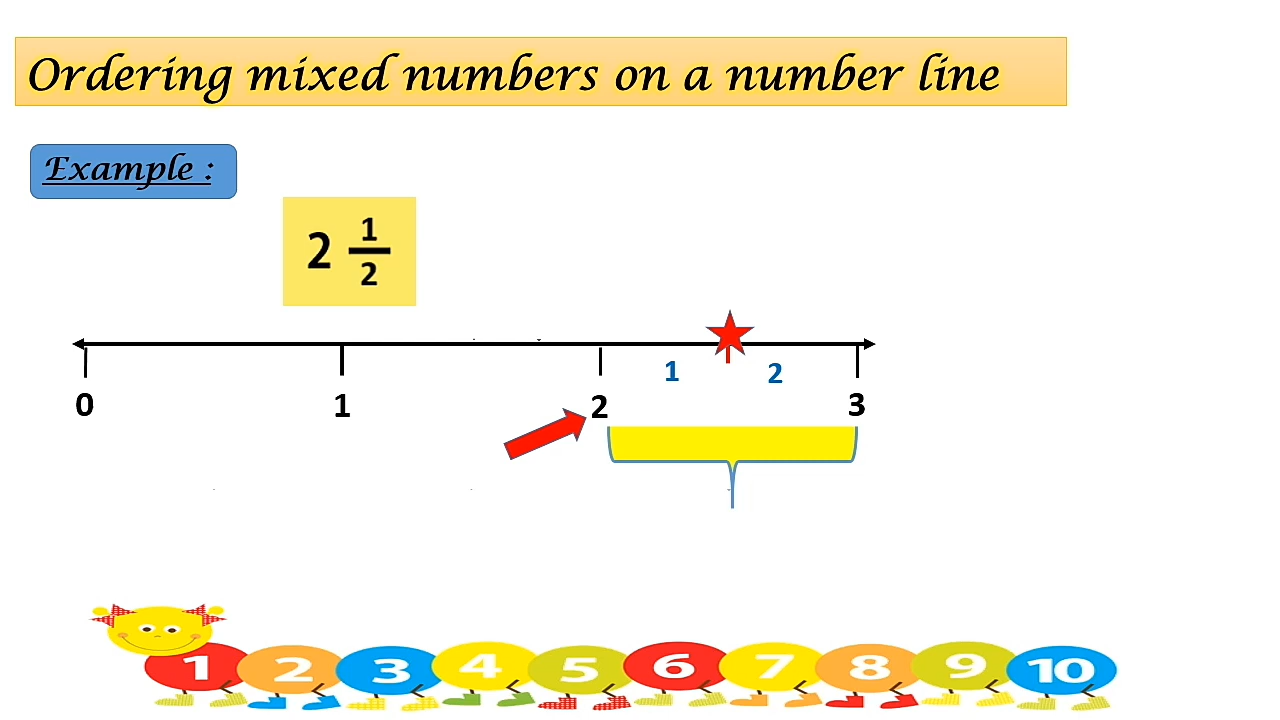 Ordering mixed numbers on a number line
Example :
2 1/2
1 2
0 1 2 3
1 2 3 4 5 6 7 8 9 10